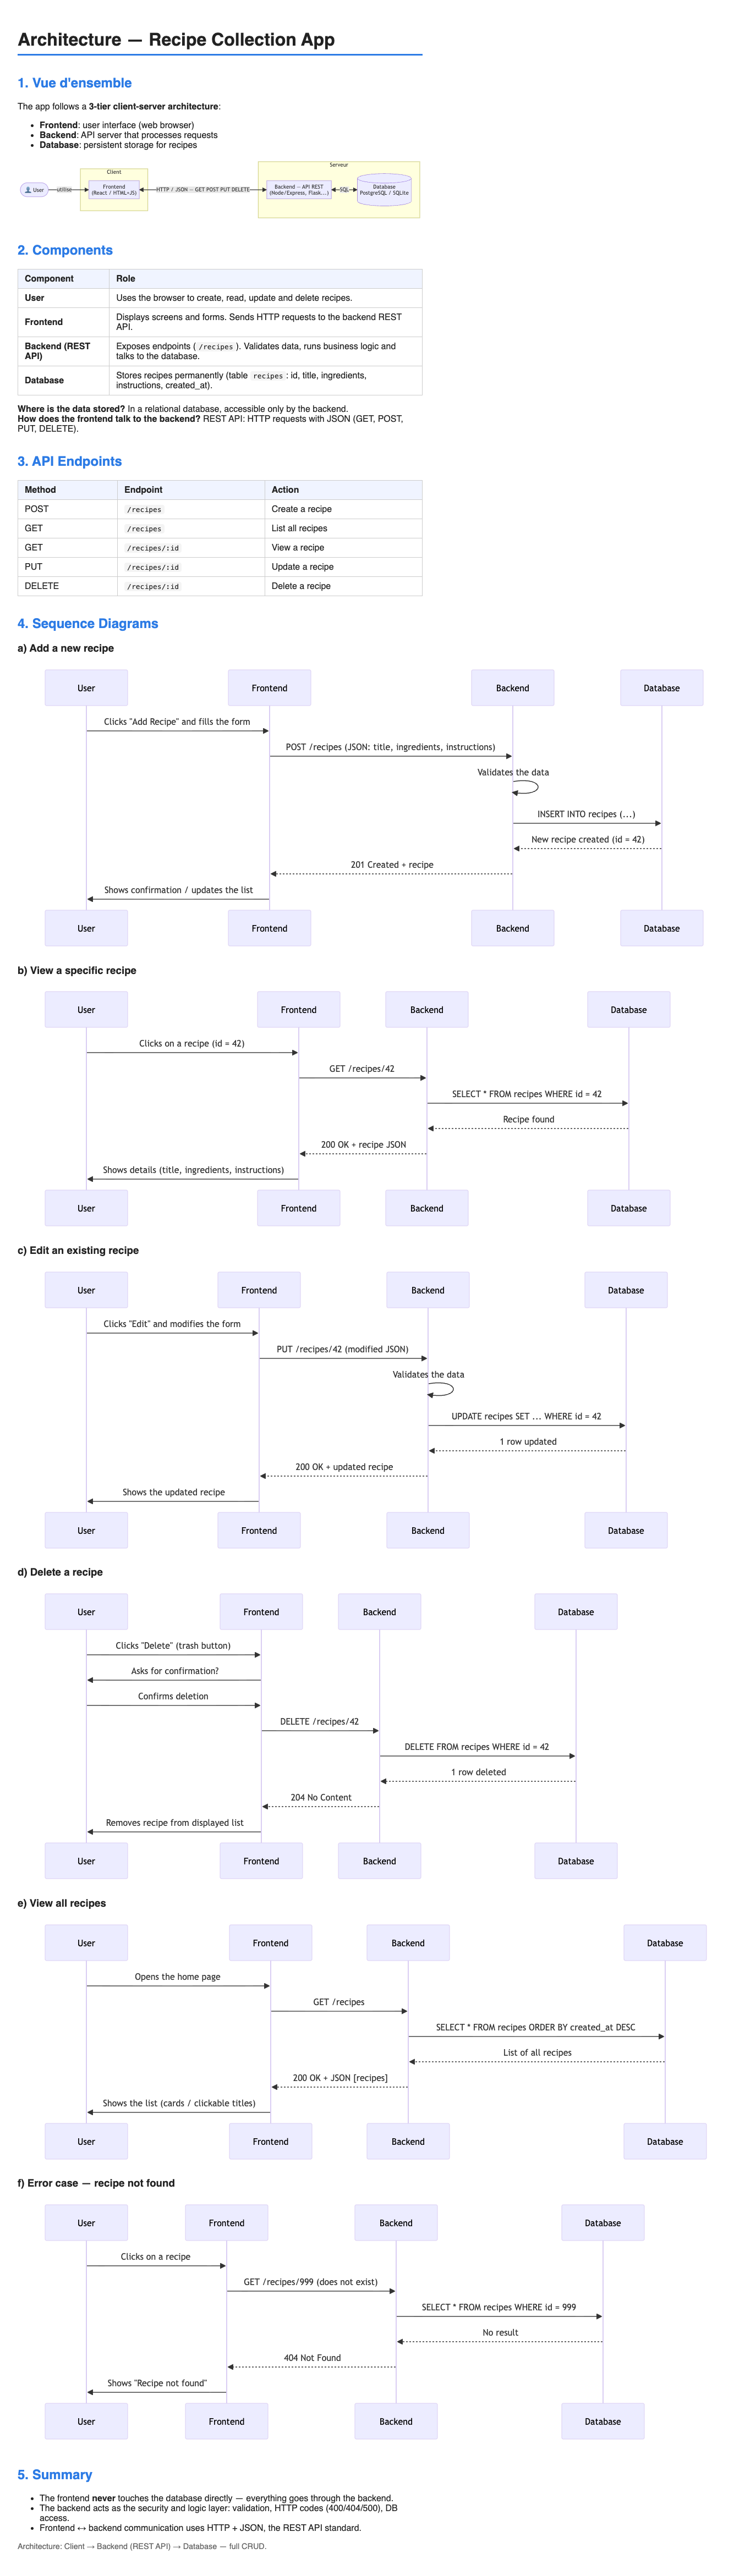 Architecture — Recipe Collection App
1. Vue d'ensemble
The app follows a 3-tier client-server architecture:
• Frontend: user interface (web browser)
• Backend: API server that processes requests
• Database: persistent storage for recipes
Client
Serveur
👤 User
utilise
Frontend
(React / HTML+JS)
HTTP / JSON — GET POST PUT DELETE
Backend — API REST
(Node/Express, Flask...)
SQL
Database
PostgreSQL / SQLite
2. Components
Component Role
User Uses the browser to create, read, update and delete recipes.
Frontend Displays screens and forms. Sends HTTP requests to the backend REST
API.
Backend (REST Exposes endpoints ( /recipes ). Validates data, runs business logic and
API) talks to the database.
Database Stores recipes permanently (table recipes : id, title, ingredients,
instructions, created_at).
Where is the data stored? In a relational database, accessible only by the backend.
How does the frontend talk to the backend? REST API: HTTP requests with JSON (GET, POST,
PUT, DELETE).
3. API Endpoints
Method Endpoint Action
POST /recipes Create a recipe
GET /recipes List all recipes
GET /recipes/:id View a recipe
PUT /recipes/:id Update a recipe
DELETE /recipes/:id Delete a recipe
4. Sequence Diagrams
a) Add a new recipe
User Frontend Backend Database
Clicks "Add Recipe" and fills the form
POST /recipes (JSON: title, ingredients, instructions)
Validates the data
INSERT INTO recipes (...)
New recipe created (id = 42)
201 Created + recipe
Shows confirmation / updates the list
User Frontend Backend Database
b) View a specific recipe
User Frontend Backend Database
Clicks on a recipe (id = 42)
GET /recipes/42
SELECT * FROM recipes WHERE id = 42
Recipe found
200 OK + recipe JSON
Shows details (title, ingredients, instructions)
User Frontend Backend Database
c) Edit an existing recipe
User Frontend Backend Database
Clicks "Edit" and modifies the form
PUT /recipes/42 (modified JSON)
Validates the data
UPDATE recipes SET ... WHERE id = 42
1 row updated
200 OK + updated recipe
Shows the updated recipe
User Frontend Backend Database
d) Delete a recipe
User Frontend Backend Database
Clicks "Delete" (trash button)
Asks for confirmation?
Confirms deletion
DELETE /recipes/42
DELETE FROM recipes WHERE id = 42
1 row deleted
204 No Content
Removes recipe from displayed list
User Frontend Backend Database
e) View all recipes
User Frontend Backend Database
Opens the home page
GET /recipes
SELECT * FROM recipes ORDER BY created_at DESC
List of all recipes
200 OK + JSON [recipes]
Shows the list (cards / clickable titles)
User Frontend Backend Database
f) Error case — recipe not found
User Frontend Backend Database
Clicks on a recipe
GET /recipes/999 (does not exist)
SELECT * FROM recipes WHERE id = 999
No result
404 Not Found
Shows "Recipe not found"
User Frontend Backend Database
5. Summary
• The frontend never touches the database directly — everything goes through the backend.
• The backend acts as the security and logic layer: validation, HTTP codes (400/404/500), DB
access.
• Frontend ↔ backend communication uses HTTP + JSON, the REST API standard.
Architecture: Client → Backend (REST API) → Database — full CRUD.